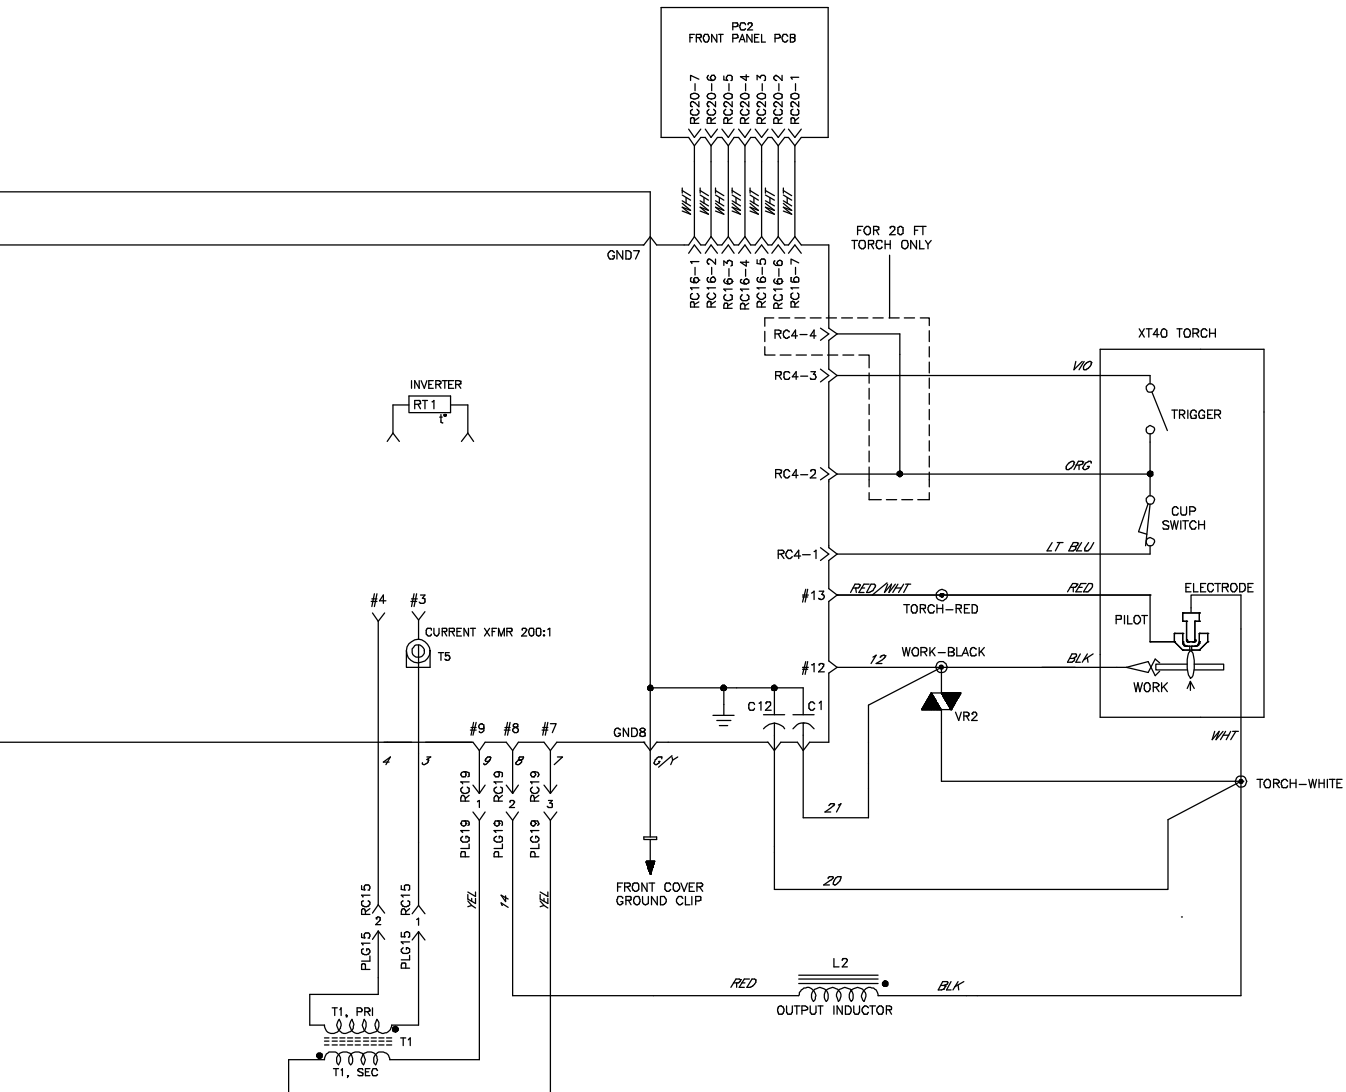 PC2
FRONT PANEL PCB
RC20-7
RC20-6
RC20-5
RC20-4
RC20-3
RC20-2
RC20-1
WHT
WHT
WHT
WHT
WHT
WHT
WHT
GND7
RC16-1
RC16-2
RC16-3
RC16-4
RC16-5
RC16-6
RC16-7
FOR 20 FT
TORCH ONLY
RC4-4
XT40 TORCH
RC4-3
VIO
INVERTER
RT1
t°
TRIGGER
RC4-2
ORG
CUP
SWITCH
RC4-1
LT BLU
#4
#3
#13
RED/WHT
TORCH-RED
RED
ELECTRODE
PILOT
CURRENT XFMR 200:1
T5
#12
12
WORK-BLACK
BLK
WORK
C12
C1
VR2
#9
#8
#7
GND8
WHT
4
3
9
8
7
G/Y
RC19
RC19
RC19
1
2
3
PLG19
PLG19
PLG19
TORCH-WHITE
21
20
FRONT COVER
GROUND CLIP
YEL
14
YEL
RC15
RC15
2
1
PLG15
PLG15
L2
RED
BLK
OUTPUT INDUCTOR
T1, PRI
T1
T1, SEC